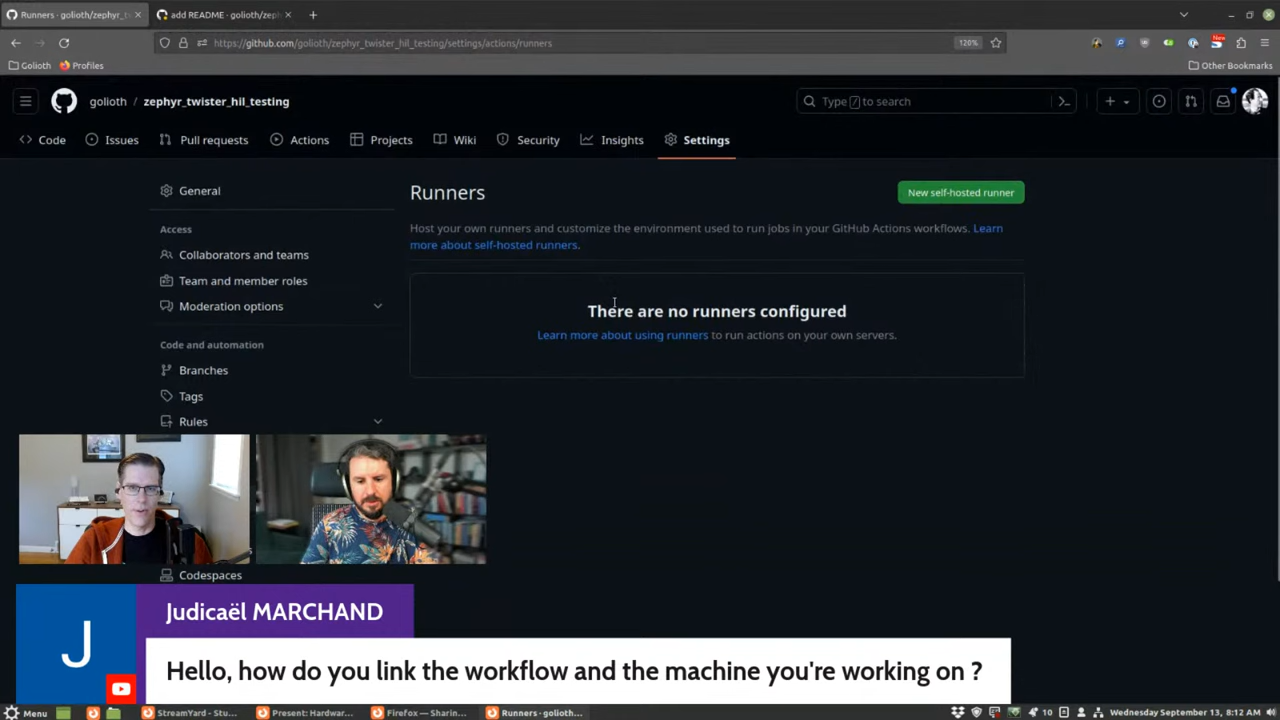 Runners · golioth/zephyr_t
add README · golioth/zeph
https://github.com/golioth/zephyr_twister_hil_testing/settings/actions/runners
120%
New
Golioth
Profiles
Other Bookmarks
golioth / zephyr_twister_hil_testing
Type / to search
Code
Issues
Pull requests
Actions
Projects
Wiki
Security
Insights
Settings
General
Access
Collaborators and teams
Team and member roles
Moderation options
Code and automation
Branches
Tags
Rules
Codespaces
Runners
New self-hosted runner
Host your own runners and customize the environment used to run jobs in your GitHub Actions workflows. Learn
more about self-hosted runners.
There are no runners configured
Learn more about using runners to run actions on your own servers.
J
Judicaël MARCHAND
Hello, how do you link the workflow and the machine you're working on ?
Menu
StreamYard - Stu...
Present: Hardwar...
Firefox — Sharin...
Runners - golioth...
10
Wednesday September 13, 8:12 AM